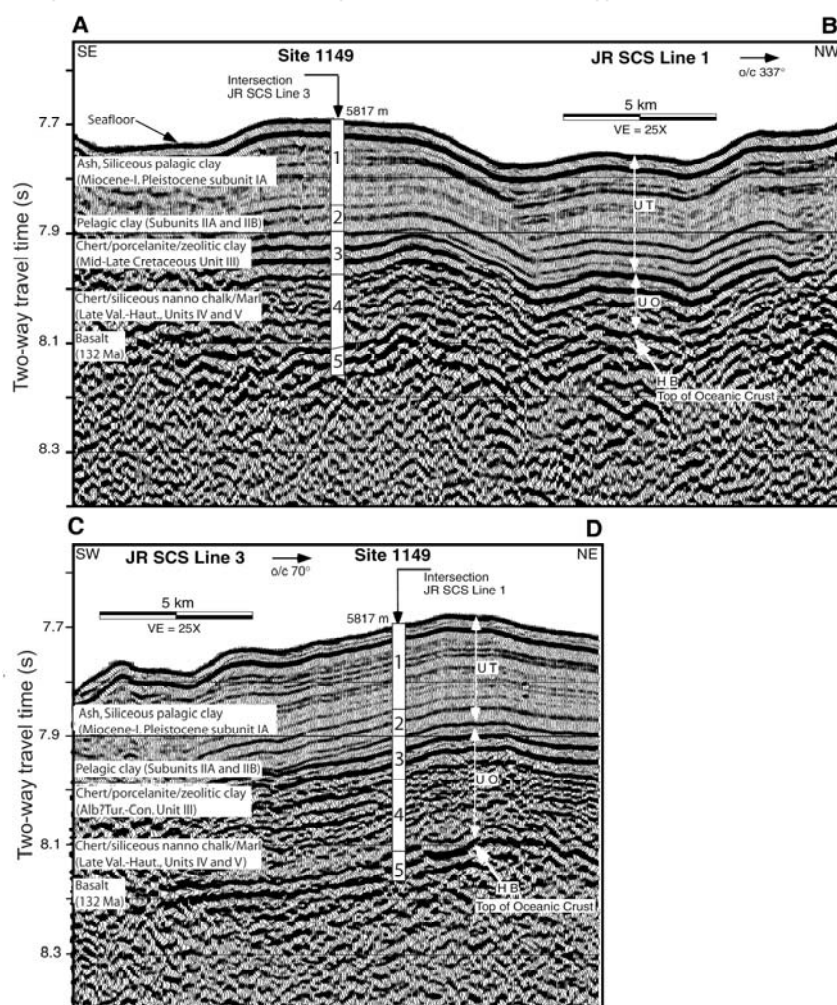 A
B
SE
Site 1149
JR SCS Line 1
NW
o/c 337°
Intersection
JR SCS Line 3
5817 m
5 km
VE = 25X
Seafloor
7.7
7.9
8.1
8.3
Two-way travel time (s)
Ash, Siliceous palagic clay
(Miocene-l. Pleistocene subunit IA
Pelagic clay (Subunits IIA and IIB)
Chert/porcelanite/zeolitic clay
(Mid-Late Cretaceous Unit III)
Chert/siliceous nanno chalk/Marl
(Late Val.-Haut., Units IV and V)
Basalt
(132 Ma)
1
2
3
4
5
U T
U O
H B
Top of Oceanic Crust
C
D
SW
JR SCS Line 3
Site 1149
NE
o/c 70°
Intersection
JR SCS Line 1
5 km
VE = 25X
5817 m
7.7
7.9
8.1
8.3
Two-way travel time (s)
Ash, Siliceous palagic clay
(Miocene-l. Pleistocene subunit IA
Pelagic clay (Subunits IIA and IIB)
Chert/porcelanite/zeolitic clay
(Alb?Tur.-Con. Unit III)
Chert/siliceous nanno chalk/Marl
(Late Val.-Haut., Units IV and V)
Basalt
(132 Ma)
1
2
3
4
5
U T
U O
H B
Top of Oceanic Crust